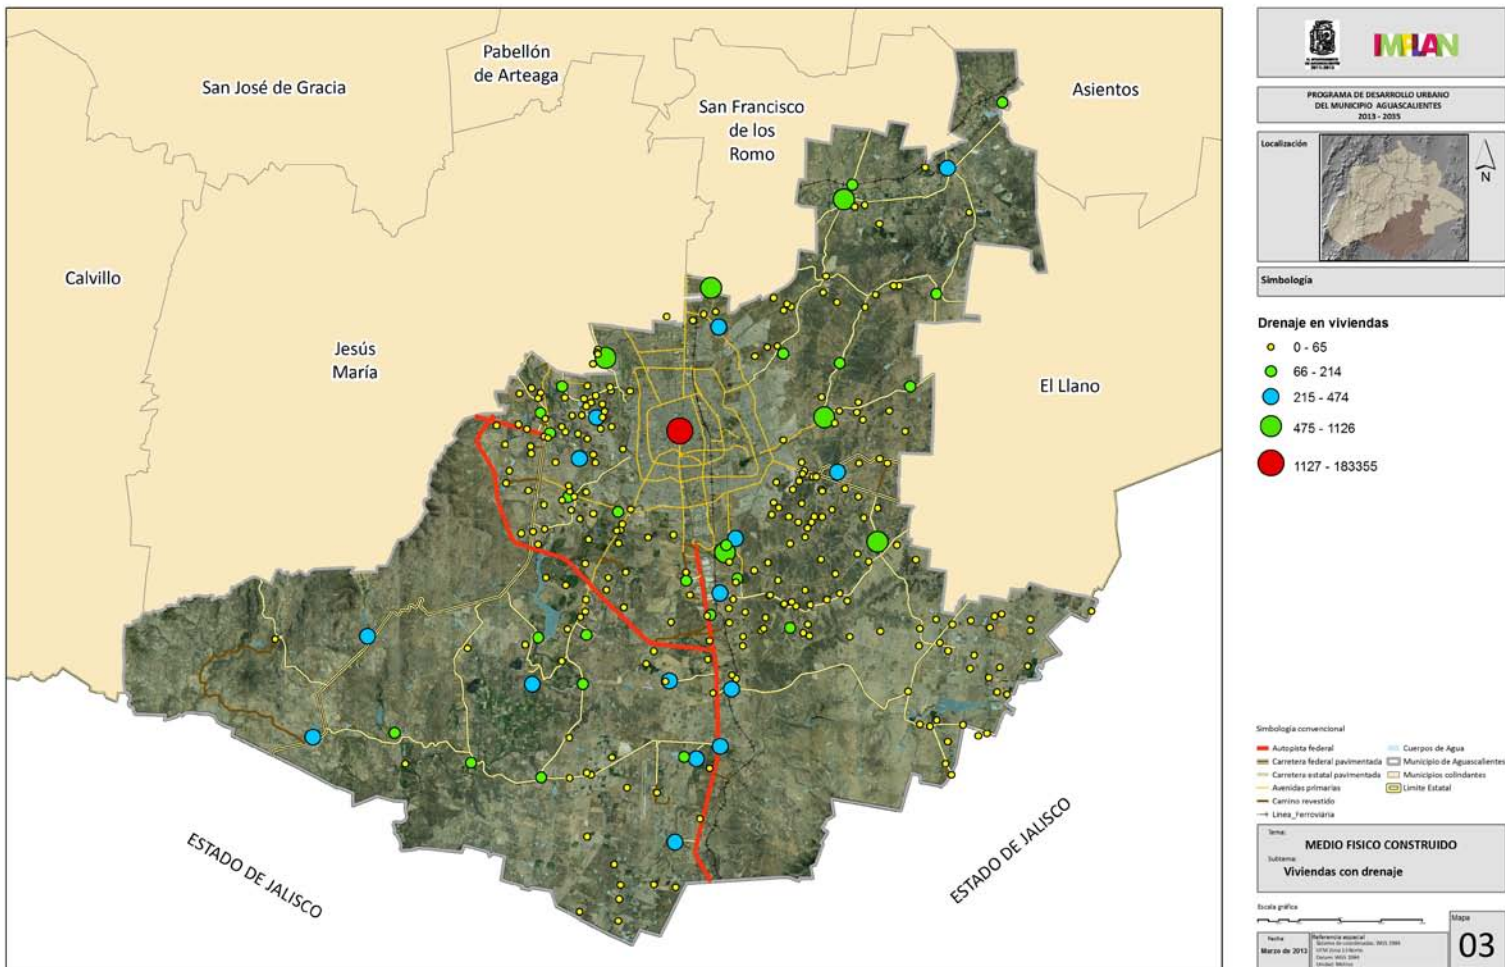 San José de Gracia
Pabellón
de Arteaga
San Francisco
de los
Romo
Asientos
Calvillo
Jesús
María
El Llano
ESTADO DE JALISCO
ESTADO DE JALISCO
IMPLAN
PROGRAMA DE DESARROLLO URBANO
DEL MUNICIPIO AGUASCALIENTES
2013 - 2035
Localización
N
Simbología
Drenaje en viviendas
0 - 65
66 - 214
215 - 474
475 - 1126
1127 - 183355
Simbología convencional
Autopista federal
Carretera federal pavimentada
Carretera estatal pavimentada
Avenidas primarias
Camino revestido
Linea_Ferroviaria
Cuerpos de Agua
Municipio de Aguascalientes
Municipios colindantes
Limite Estatal
Tema:
MEDIO FISICO CONSTRUIDO
Subtema:
Viviendas con drenaje
Escala gráfica
Fecha
Marzo de 2013
Referencia espacial
Mapa
03